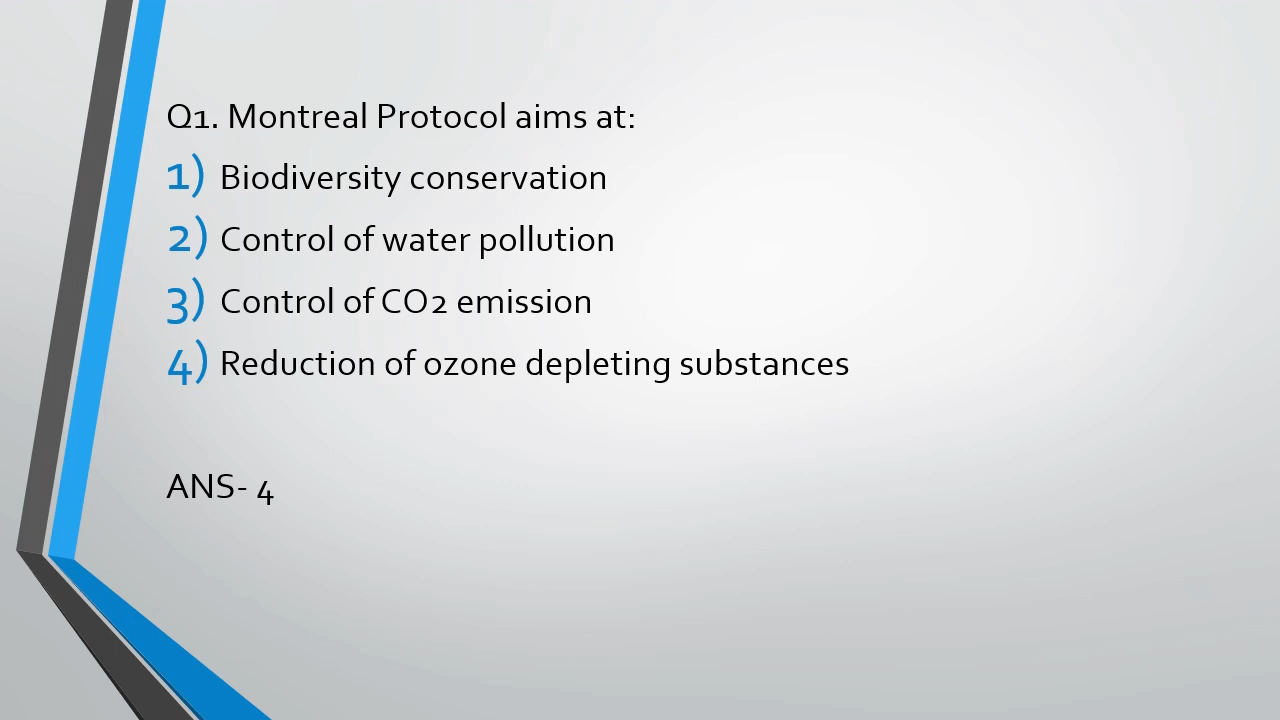 Q1. Montreal Protocol aims at:
1) Biodiversity conservation
2) Control of water pollution
3) Control of CO2 emission
4) Reduction of ozone depleting substances
ANS- 4